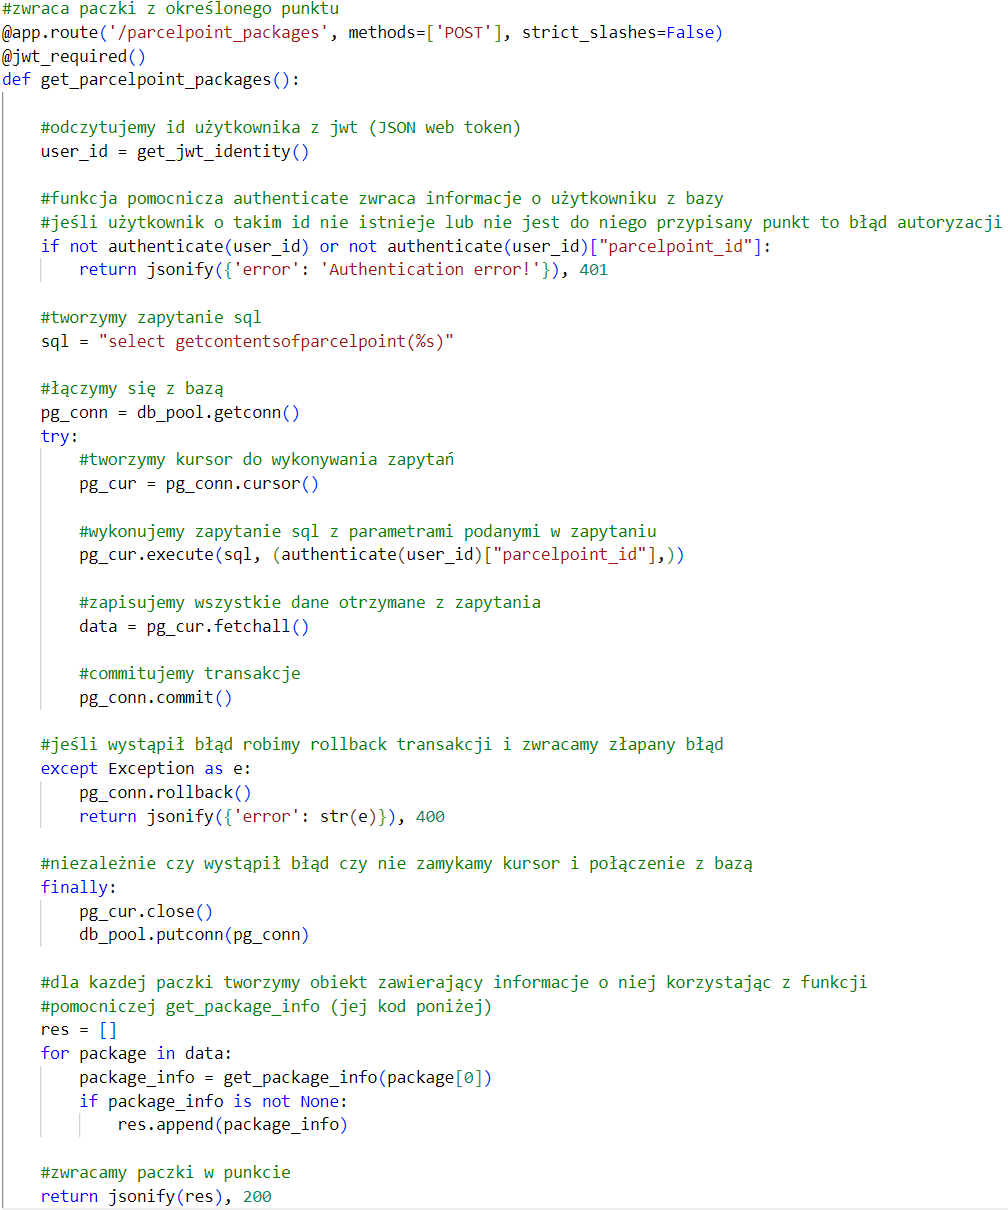 #zwraca paczki z określonego punktu
@app.route('/parcelpoint_packages', methods=['POST'], strict_slashes=False)
@jwt_required()
def get_parcelpoint_packages():
#odczytujemy id użytkownika z jwt (JSON web token)
user_id = get_jwt_identity()
#funkcja pomocnicza authenticate zwraca informacje o użytkowniku z bazy
#jeśli użytkownik o takim id nie istnieje lub nie jest do niego przypisany punkt to błąd autoryzacji
if not authenticate(user_id) or not authenticate(user_id)["parcelpoint_id"]:
return jsonify({'error': 'Authentication error!'}), 401
#tworzymy zapytanie sql
sql = "select getcontentsofparcelpoint(%s)"
#łączymy się z bazą
pg_conn = db_pool.getconn()
try:
#tworzymy kursor do wykonywania zapytań
pg_cur = pg_conn.cursor()
#wykonujemy zapytanie sql z parametrami podanymi w zapytaniu
pg_cur.execute(sql, (authenticate(user_id)["parcelpoint_id"],))
#zapisujemy wszystkie dane otrzymane z zapytania
data = pg_cur.fetchall()
#commitujemy transakcje
pg_conn.commit()
#jeśli wystąpił błąd robimy rollback transakcji i zwracamy złapany błąd
except Exception as e:
pg_conn.rollback()
return jsonify({'error': str(e)}), 400
#niezależnie czy wystąpił błąd czy nie zamykamy kursor i połączenie z bazą
finally:
pg_cur.close()
db_pool.putconn(pg_conn)
#dla kazdej paczki tworzymy obiekt zawierający informacje o niej korzystając z funkcji
#pomocniczej get_package_info (jej kod poniżej)
res = []
for package in data:
package_info = get_package_info(package[0])
if package_info is not None:
res.append(package_info)
#zwracamy paczki w punkcie
return jsonify(res), 200